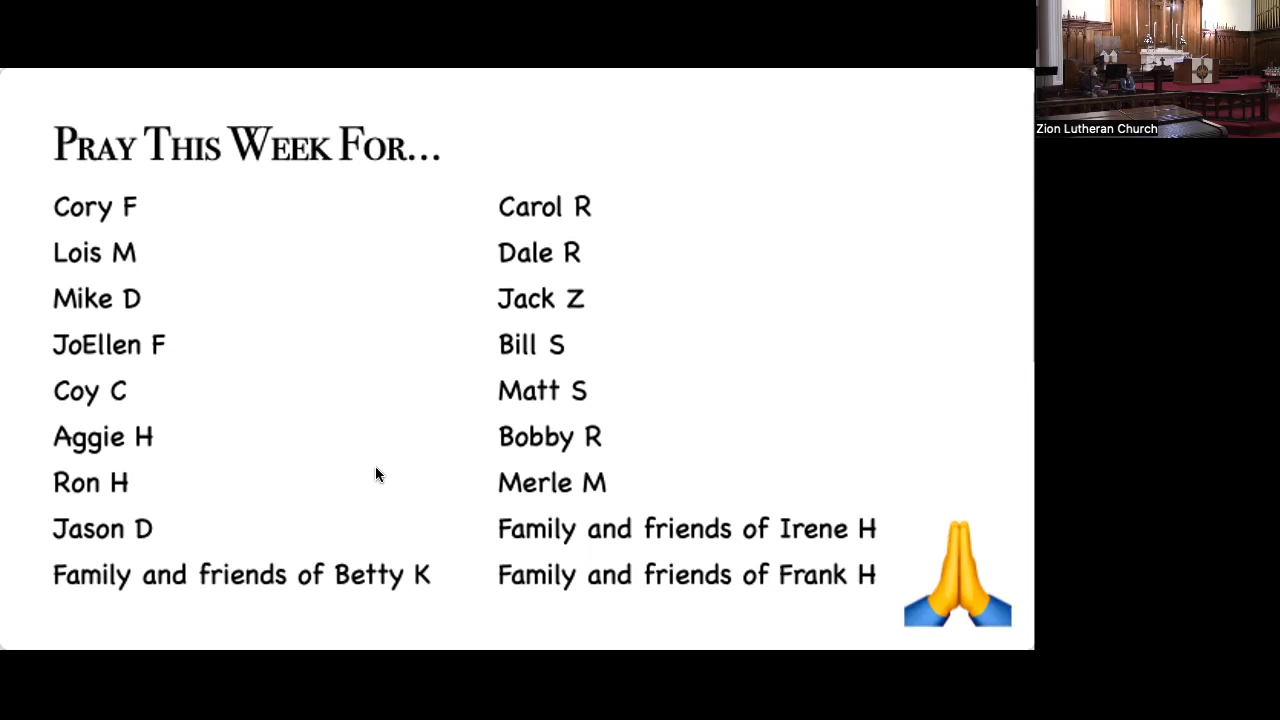 Pray This Week For...
Cory F
Lois M
Mike D
JoEllen F
Coy C
Aggie H
Ron H
Jason D
Family and friends of Betty K
Carol R
Dale R
Jack Z
Bill S
Matt S
Bobby R
Merle M
Family and friends of Irene H
Family and friends of Frank H
Zion Lutheran Church